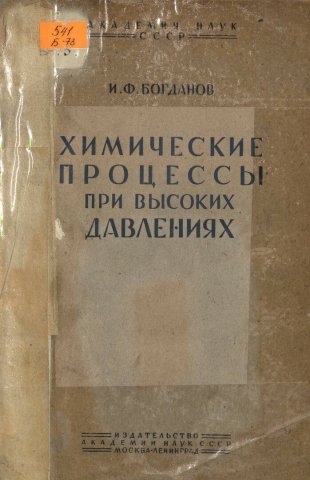 АКАДЕМИЯ НАУК
СССР
541
Б-73
И.Ф.БОГДАНОВ
ХИМИЧЕСКИЕ
ПРОЦЕССЫ
ПРИ ВЫСОКИХ
ДАВЛЕНИЯХ
ИЗДАТЕЛЬСТВО
АКАДЕМИИ НАУК СССР
МОСКВА-ЛЕНИНГРАД